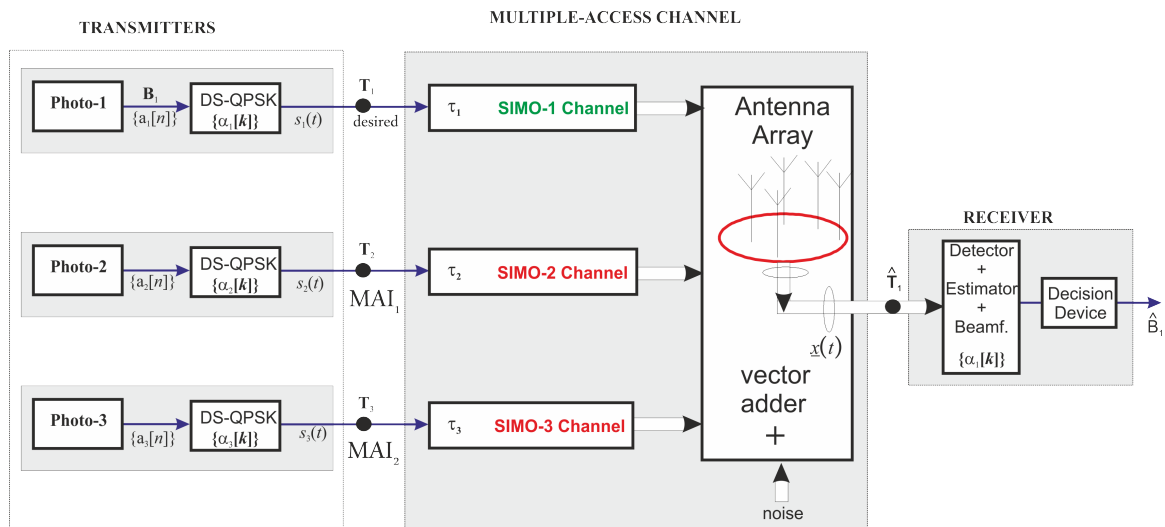 TRANSMITTERS
MULTIPLE-ACCESS CHANNEL
Photo-1
B₁
{a₁[n]}
DS-QPSK
{α₁[k]}
s₁(t)
T₁
desired
τ₁
SIMO-1 Channel
Antenna
Array
Photo-2
{a₂[n]}
DS-QPSK
{α₂[k]}
s₂(t)
T₂
MAI₁
τ₂
SIMO-2 Channel
x(t)
Photo-3
{a₃[n]}
DS-QPSK
{α₃[k]}
s₃(t)
T₃
MAI₂
τ₃
SIMO-3 Channel
vector
adder
+
noise
RECEIVER
T̂₁
Detector
+
Estimator
+
Beamf.
{α₁[k]}
Decision
Device
B̂₁